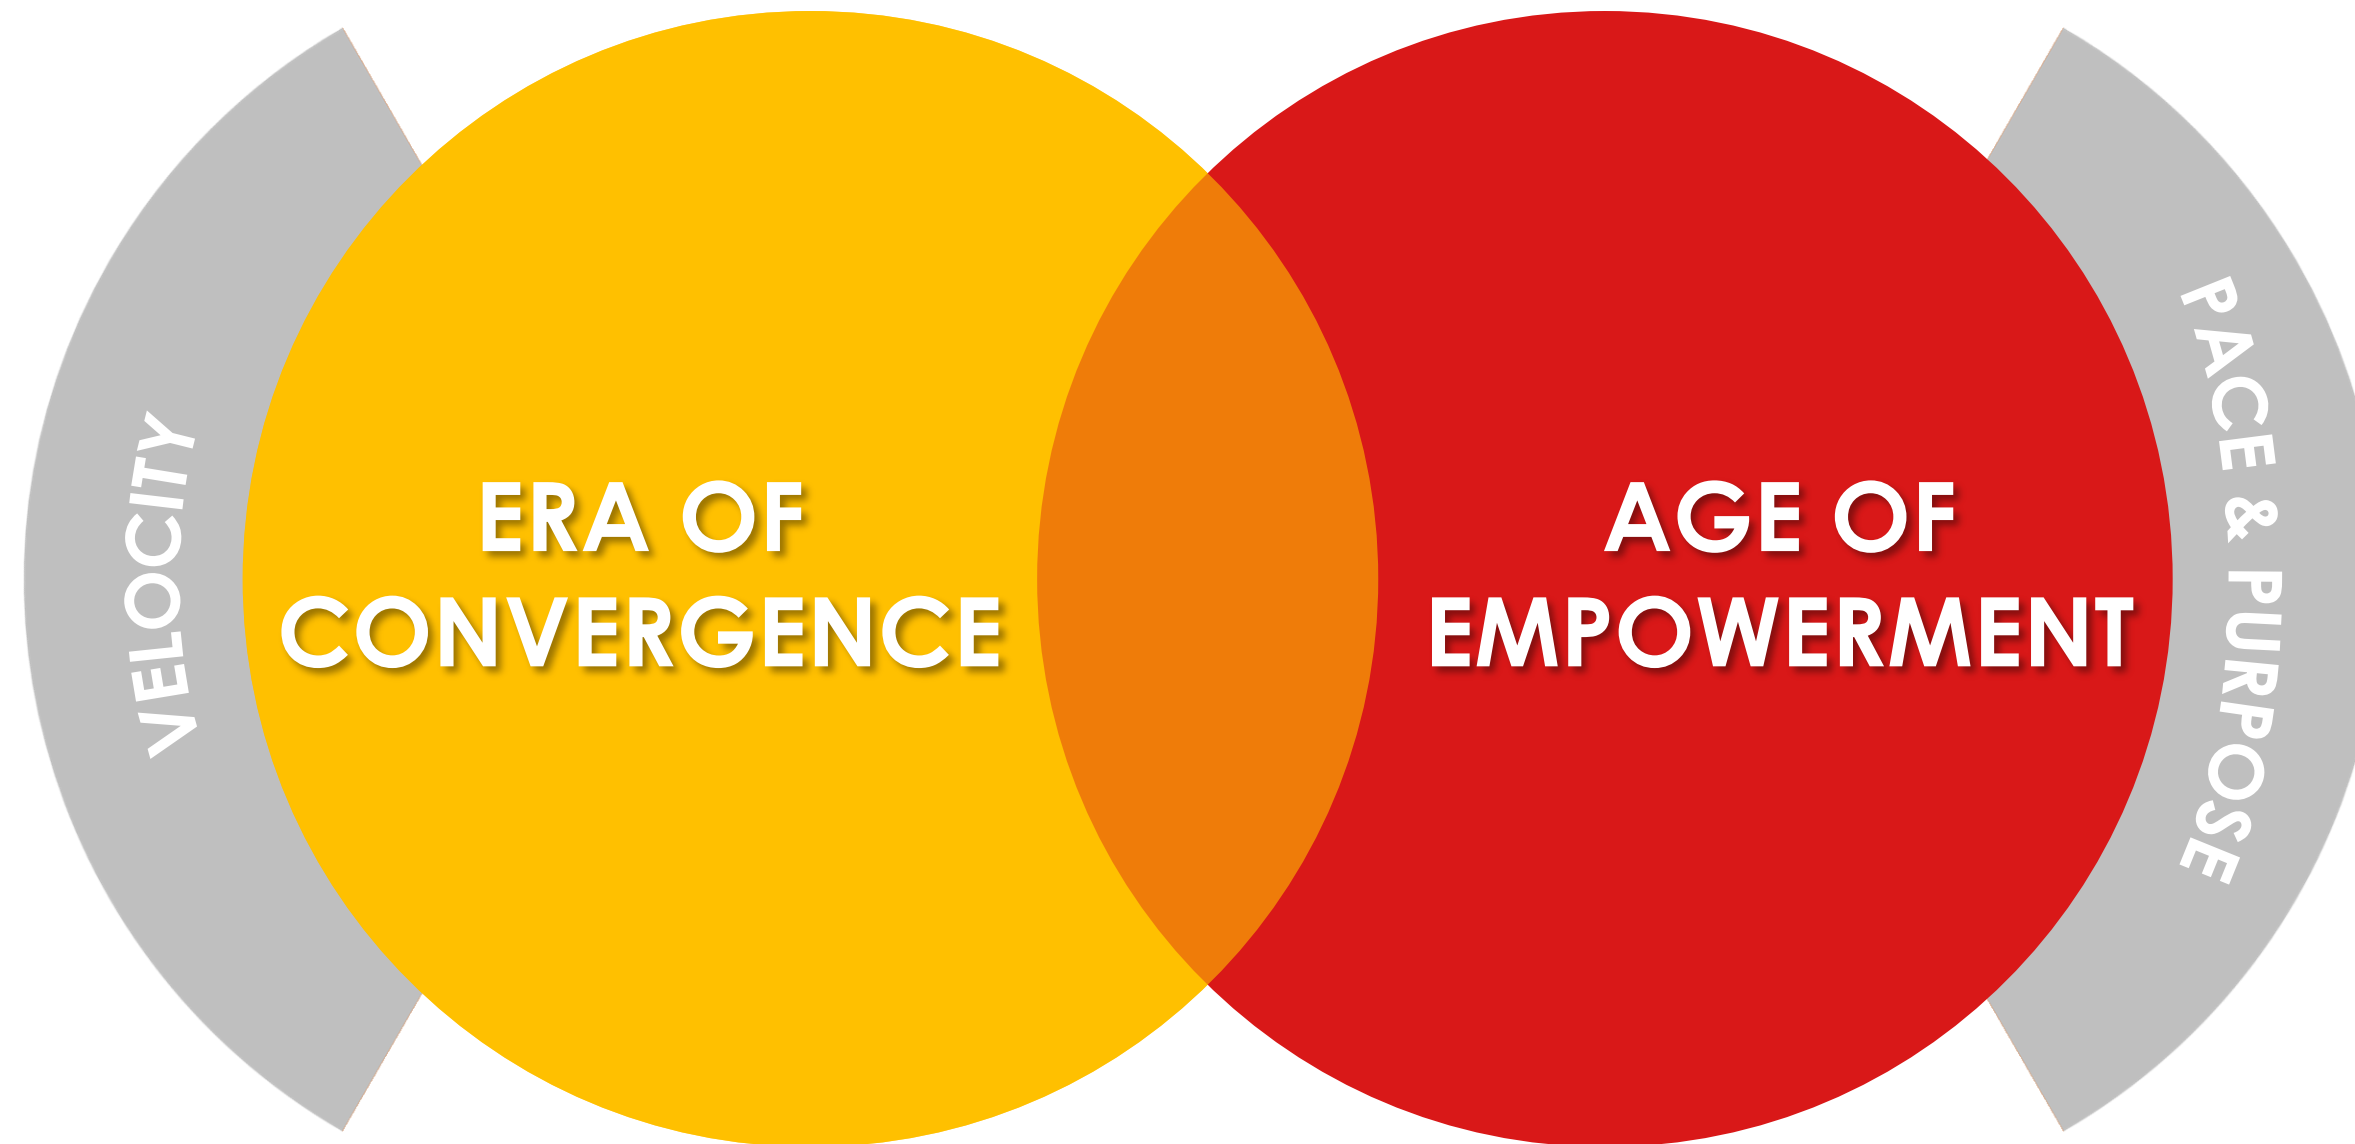 VELOCITY
ERA OF
CONVERGENCE
AGE OF
EMPOWERMENT
PACE & PURPOSE